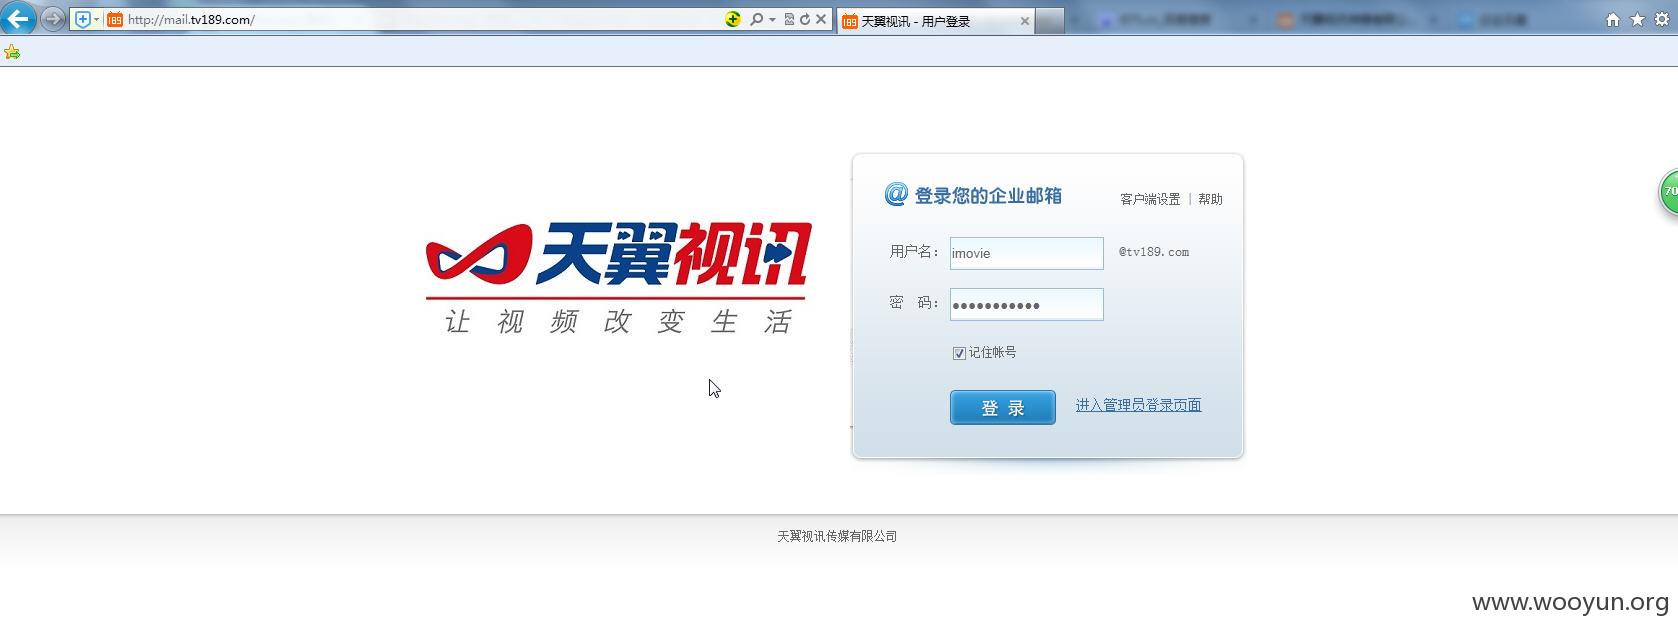 http://mail.tv189.com/
189
天翼视讯 - 用户登录
登录您的企业邮箱
客户端设置 | 帮助
天翼视讯
让视频改变生活
用户名: imovie @tv189.com
密 码:
记住帐号
登 录 进入管理员登录页面
天翼视讯传媒有限公司
www.wooyun.org
70